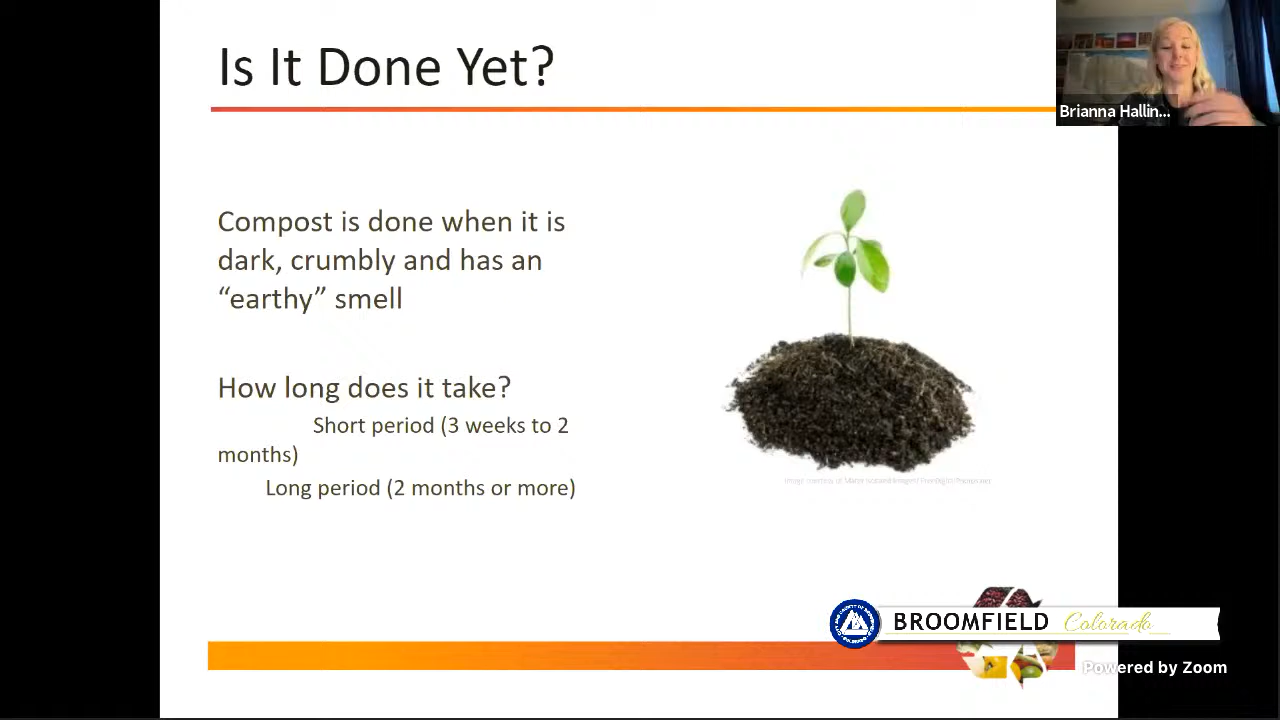 Is It Done Yet?
Brianna Hallin...
Compost is done when it is
dark, crumbly and has an
“earthy” smell
How long does it take?
Short period (3 weeks to 2
months)
Long period (2 months or more)
BROOMFIELD Colorado
Powered by Zoom